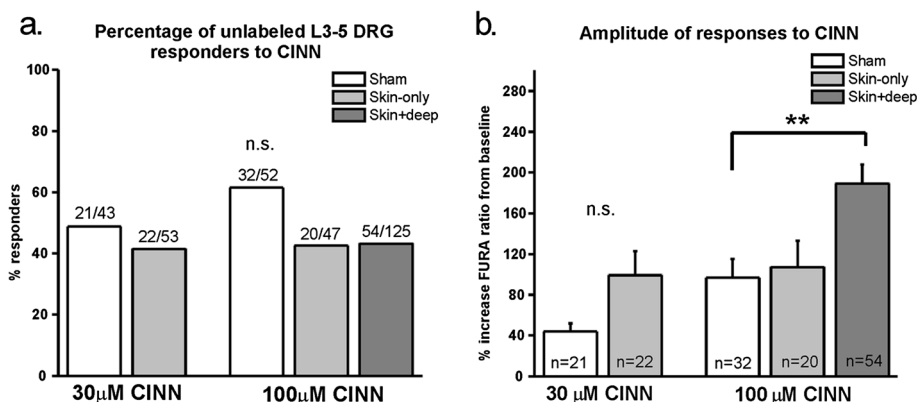 a.
Percentage of unlabeled L3-5 DRG
responders to CINN
Sham
Skin-only
Skin+deep
% responders
100
80
60
40
20
0
n.s.
21/43
22/53
32/52
20/47
54/125
30µM CINN
100µM CINN
b.
Amplitude of responses to CINN
Sham
Skin-only
Skin+deep
% increase FURA ratio from baseline
280
240
200
160
120
80
40
0
n.s.
**
n=21
n=22
n=32
n=20
n=54
30 µM CINN
100 µM CINN